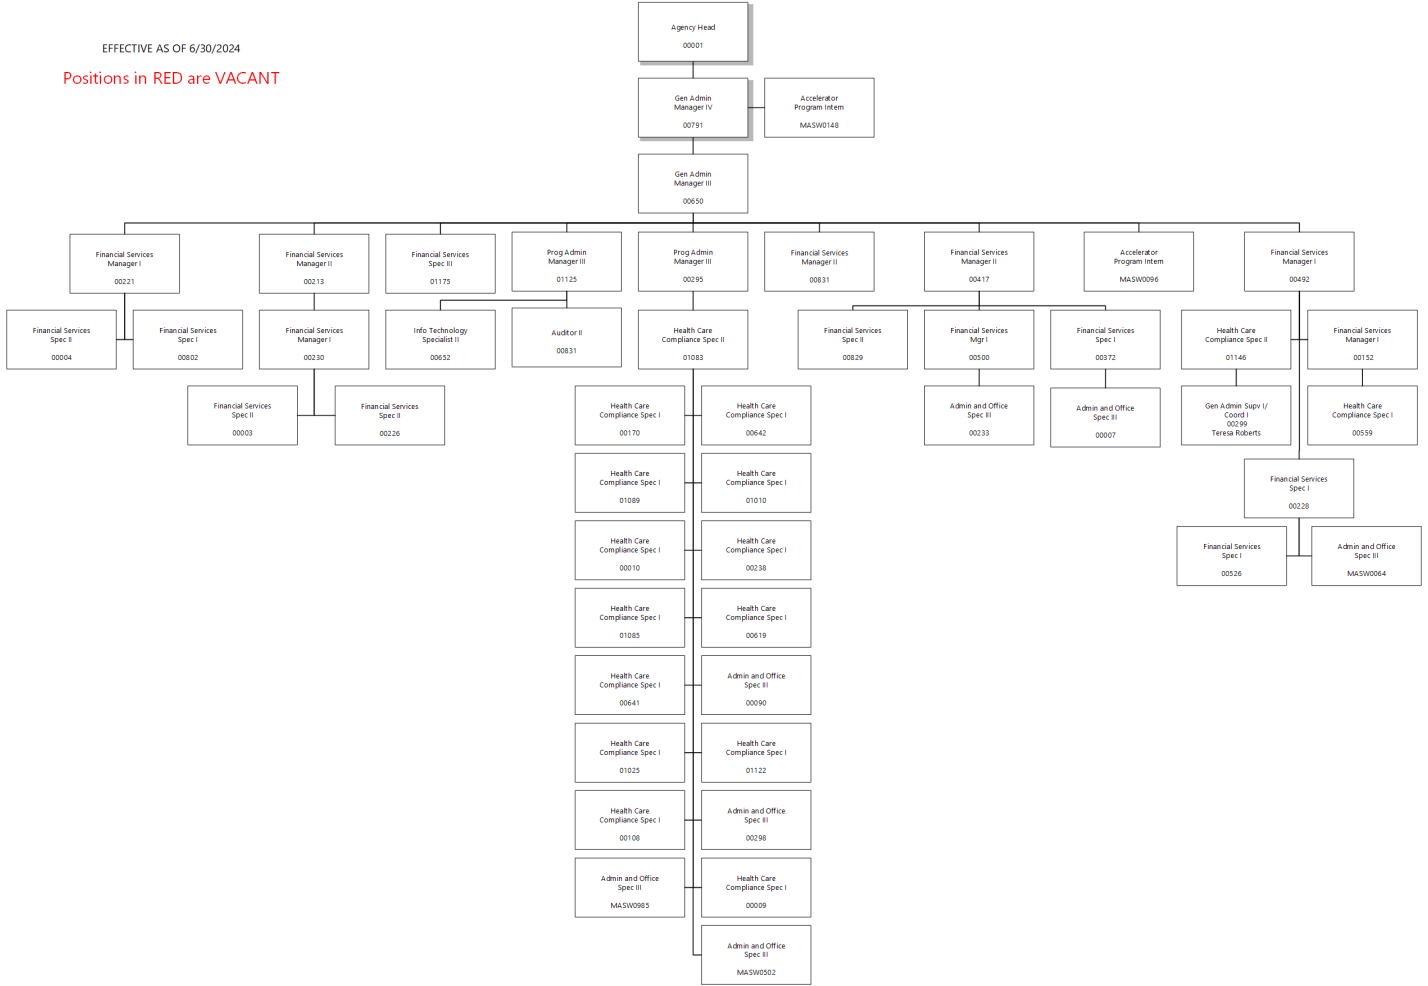 EFFECTIVE AS OF 6/30/2024
Positions in RED are VACANT
Agency Head
00001
Gen Admin
Manager IV
00791
Accelerator
Program Intern
MASW0148
Gen Admin
Manager III
00650
Financial Services
Manager I
00221
Financial Services
Manager II
00213
Financial Services
Spec III
01175
Prog Admin
Manager III
01125
Prog Admin
Manager III
00295
Financial Services
Manager II
00831
Financial Services
Manager II
00417
Accelerator
Program Intern
MASW0096
Financial Services
Manager I
00492
Financial Services
Spec II
00004
Financial Services
Spec I
00802
Financial Services
Manager I
00230
Info Technology
Specialist II
00652
Auditor II
00831
Health Care
Compliance Spec II
01083
Financial Services
Spec II
00829
Financial Services
Mgr I
00500
Financial Services
Spec I
00372
Health Care
Compliance Spec II
01146
Financial Services
Manager I
00152
Financial Services
Spec II
00003
Financial Services
Spec II
00226
Health Care
Compliance Spec I
00170
Health Care
Compliance Spec I
00642
Admin and Office
Spec III
00233
Admin and Office
Spec III
00007
Gen Admin Supv I/
Coord I
00299
Teresa Roberts
Health Care
Compliance Spec I
00559
Health Care
Compliance Spec I
01089
Health Care
Compliance Spec I
01010
Financial Services
Spec I
00228
Health Care
Compliance Spec I
00010
Health Care
Compliance Spec I
00238
Financial Services
Spec I
00526
Admin and Office
Spec III
MASW0064
Health Care
Compliance Spec I
01085
Health Care
Compliance Spec I
00619
Health Care
Compliance Spec I
00641
Admin and Office
Spec III
00090
Health Care
Compliance Spec I
01025
Health Care
Compliance Spec I
01122
Health Care
Compliance Spec I
00108
Admin and Office
Spec III
00298
Admin and Office
Spec III
MASW0985
Health Care
Compliance Spec I
00009
Admin and Office
Spec III
MASW0502